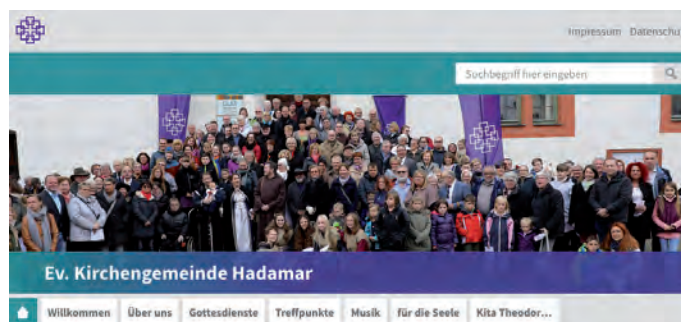 Impressum Datenschu
Suchbegriff hier eingeben
Ev. Kirchengemeinde Hadamar
Willkommen Über uns Gottesdienste Treffpunkte Musik für die Seele Kita Theodor...